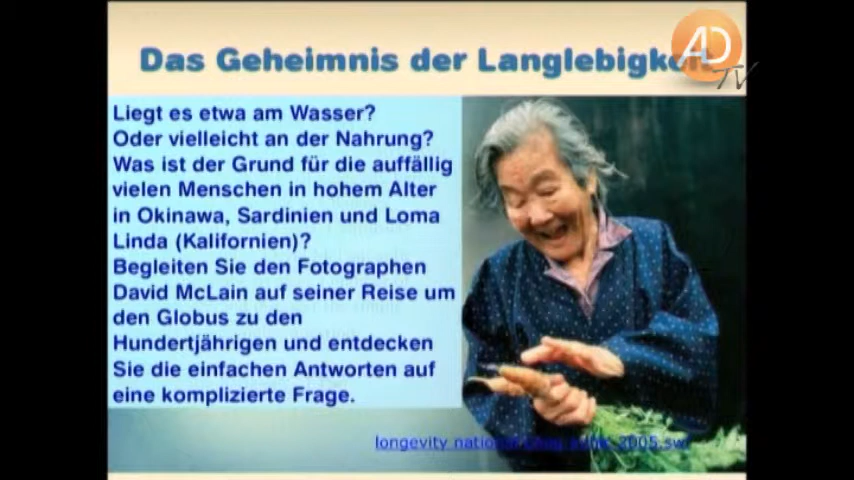 AD
TV
Das Geheimnis der Langlebigkeit
Liegt es etwa am Wasser?
Oder vielleicht an der Nahrung?
Was ist der Grund für die auffällig
vielen Menschen in hohem Alter
in Okinawa, Sardinien und Loma
Linda (Kalifornien)?
Begleiten Sie den Fotographen
David McLain auf seiner Reise um
den Globus zu den
Hundertjährigen und entdecken
Sie die einfachen Antworten auf
eine komplizierte Frage.
longevity